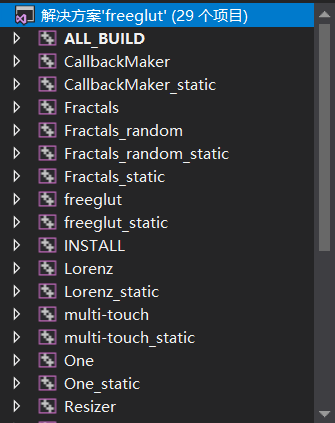 解决方案'freeglut' (29 个项目)
ALL_BUILD
CallbackMaker
CallbackMaker_static
Fractals
Fractals_random
Fractals_random_static
Fractals_static
freeglut
freeglut_static
INSTALL
Lorenz
Lorenz_static
multi-touch
multi-touch_static
One
One_static
Resizer